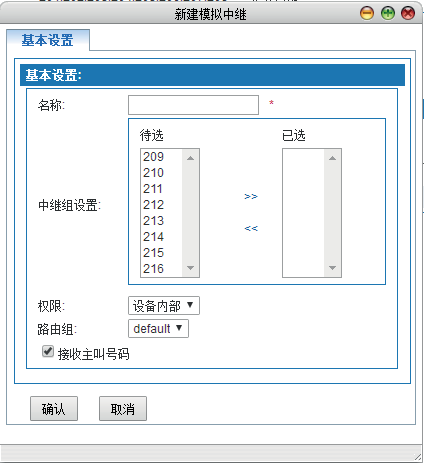 新建模拟中继
基本设置
基本设置:
名称: *
待选 已选
209
210
211
212
213
214
215
216
>>
<<
中继组设置:
权限: 设备内部
路由组: default
接收主叫号码
确认 取消